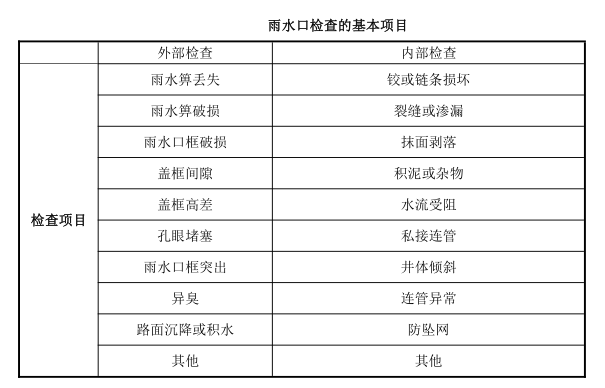 雨水口检查的基本项目
外部检查 内部检查
雨水箅丢失 铰或链条损坏
雨水箅破损 裂缝或渗漏
雨水口框破损 抹面剥落
盖框间隙 积泥或杂物
盖框高差 水流受阻
检查项目
孔眼堵塞 私接连管
雨水口框突出 井体倾斜
异臭 连管异常
路面沉降或积水 防坠网
其他 其他